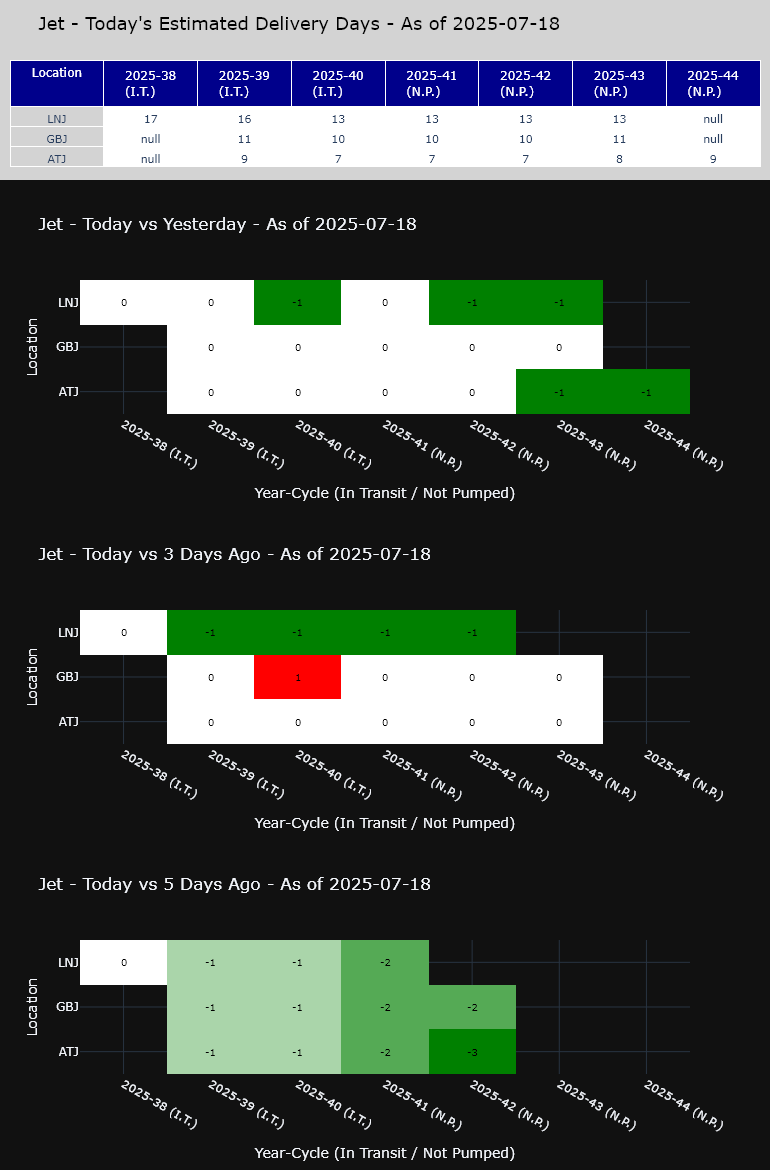 Jet - Today's Estimated Delivery Days - As of 2025-07-18
Location 2025-38 (I.T.) 2025-39 (I.T.) 2025-40 (I.T.) 2025-41 (N.P.) 2025-42 (N.P.) 2025-43 (N.P.) 2025-44 (N.P.)
LNJ 17 16 13 13 13 13 null
GBJ null 11 10 10 10 11 null
ATJ null 9 7 7 7 8 9
Jet - Today vs Yesterday - As of 2025-07-18
Location
LNJ 0 0 -1 0 -1 -1
GBJ 0 0 0 0 0
ATJ 0 0 0 0 -1 -1
2025-38 (I.T.) 2025-39 (I.T.) 2025-40 (I.T.) 2025-41 (N.P.) 2025-42 (N.P.) 2025-43 (N.P.) 2025-44 (N.P.)
Year-Cycle (In Transit / Not Pumped)
Jet - Today vs 3 Days Ago - As of 2025-07-18
Location
LNJ 0 -1 -1 -1 -1
GBJ 0 1 0 0 0
ATJ 0 0 0 0 0
2025-38 (I.T.) 2025-39 (I.T.) 2025-40 (I.T.) 2025-41 (N.P.) 2025-42 (N.P.) 2025-43 (N.P.) 2025-44 (N.P.)
Year-Cycle (In Transit / Not Pumped)
Jet - Today vs 5 Days Ago - As of 2025-07-18
Location
LNJ 0 -1 -1 -2
GBJ -1 -1 -2 -2
ATJ -1 -1 -2 -3
2025-38 (I.T.) 2025-39 (I.T.) 2025-40 (I.T.) 2025-41 (N.P.) 2025-42 (N.P.) 2025-43 (N.P.) 2025-44 (N.P.)
Year-Cycle (In Transit / Not Pumped)